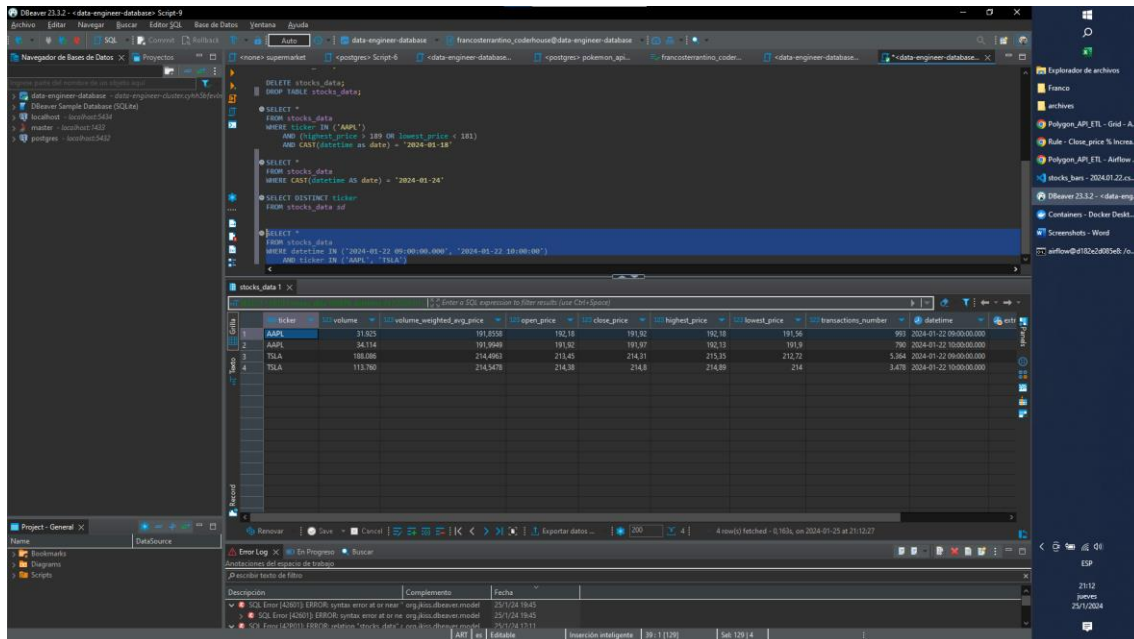 DBeaver 23.3.2 - <data-engineer-database> Script-9
Archivo Editar Navegar Buscar Editor SQL Base de Datos Ventana Ayuda
SQL Commit Rollback Auto data-engineer-database francosterrantino_coderhouse@data-engineer-database
Navegador de Bases de Datos Proyectos
<none> supermarket <postgres> Script-6 <data-engineer-database... <postgres> pokemon_api... francosterrantino_coder... <data-engineer-database... *<data-engineer-database...
data-engineer-database
DBeaver Sample Database (SQLite)
localhost - localhost:5434
master - localhost:1433
postgres - localhost:5432
DELETE stocks_data;
DROP TABLE stocks_data;
SELECT *
FROM stocks_data
WHERE ticker IN ('AAPL')
AND (highest_price > 189 OR lowest_price < 181)
AND CAST(datetime as date) = '2024-01-18'
SELECT *
FROM stocks_data
WHERE CAST(datetime AS date) = '2024-01-24'
SELECT DISTINCT ticker
FROM stocks_data sd
SELECT *
FROM stocks_data
WHERE datetime IN ('2024-01-22 09:00:00.000', '2024-01-22 10:00:00')
AND ticker IN ('AAPL', 'TSLA')
stocks_data 1
Enter a SQL expression to filter results (use Ctrl+Space)
Grilla
Texto
Record
Panels
ticker volume volume_weighted_avg_price open_price close_price highest_price lowest_price transactions_number datetime extr
1 AAPL 31.925 191,8558 192,18 191,92 192,18 191,56 993 2024-01-22 09:00:00.000
2 AAPL 34.114 191,9949 191,92 191,97 192,13 191,9 790 2024-01-22 10:00:00.000
3 TSLA 188.086 214,4963 213,45 214,31 215,35 212,72 5.364 2024-01-22 09:00:00.000
4 TSLA 113.760 214,5478 214,38 214,8 214,89 214 3.478 2024-01-22 10:00:00.000
Renovar Save Cancel Exportar datos ... 200 4 4 row(s) fetched - 0,163s, on 2024-01-25 at 21:12:27
Project - General
Name DataSource
Bookmarks
Diagrams
Scripts
Error Log En Progreso Buscar
Anotaciones del espacio de trabajo
escribir texto de filtro
Descripción Complemento Fecha
SQL Error [42601]: ERROR: syntax error at or near " org.jkiss.dbeaver.model 25/1/24 19:45
SQL Error [42601]: ERROR: syntax error at or ne org.jkiss.dbeaver.model 25/1/24 19:45
SQL Error [42P01]: ERROR: relation "stocks_data" c org.jkiss.dbeaver.model 25/1/24 17:11
ART es Editable Inserción inteligente 39 : 1 [129] Sel: 129 | 4
Explorador de archivos
Franco
archives
Polygon_API_ETL - Grid - A...
Rule - Close_price % Increa...
Polygon_API_ETL - Airflow ...
stocks_bars - 2024.01.22.cs...
DBeaver 23.3.2 - <data-eng...
Containers - Docker Deskt...
Screenshots - Word
airflow@d182e2d085e8: /o...
ESP
21:12
jueves
25/1/2024